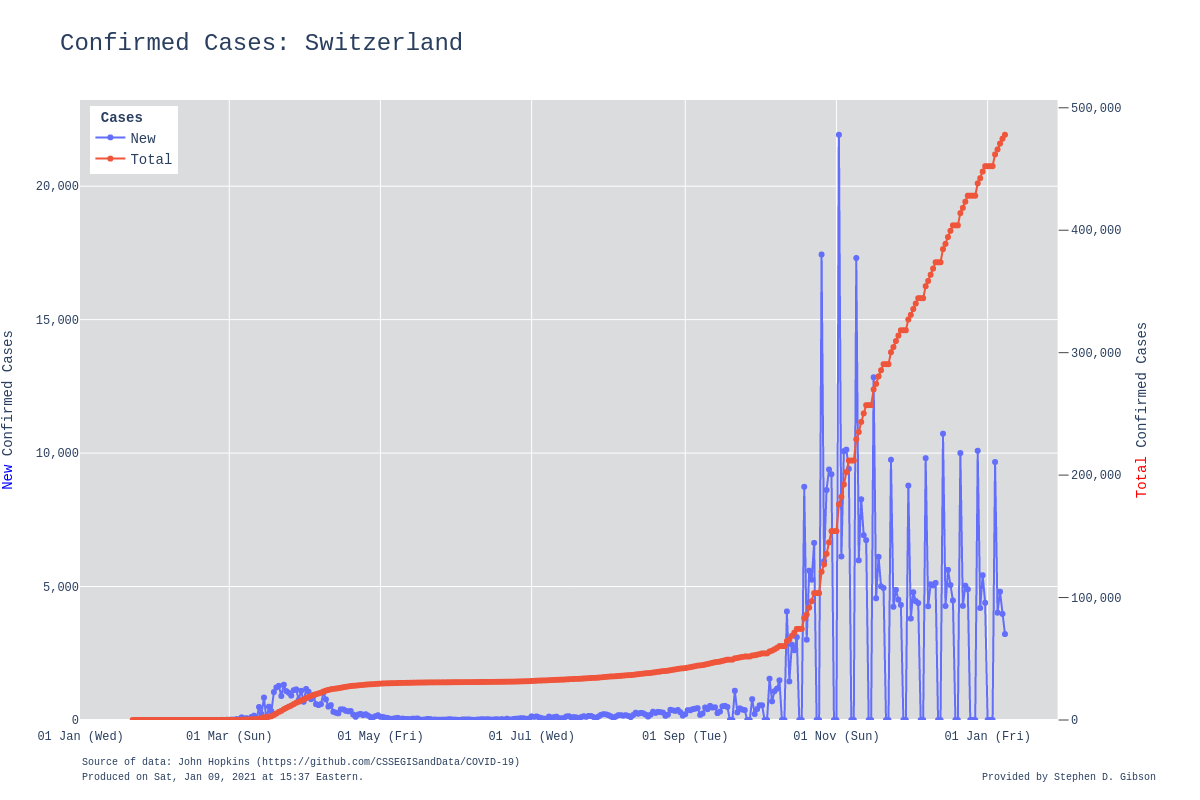 Confirmed Cases: Switzerland
Cases
New
Total
20,000
15,000
10,000
5,000
0
500,000
400,000
300,000
200,000
100,000
0
New Confirmed Cases
Total Confirmed Cases
01 Jan (Wed)
01 Mar (Sun)
01 May (Fri)
01 Jul (Wed)
01 Sep (Tue)
01 Nov (Sun)
01 Jan (Fri)
Source of data: John Hopkins (https://github.com/CSSEGISandData/COVID-19)
Produced on Sat, Jan 09, 2021 at 15:37 Eastern.
Provided by Stephen D. Gibson